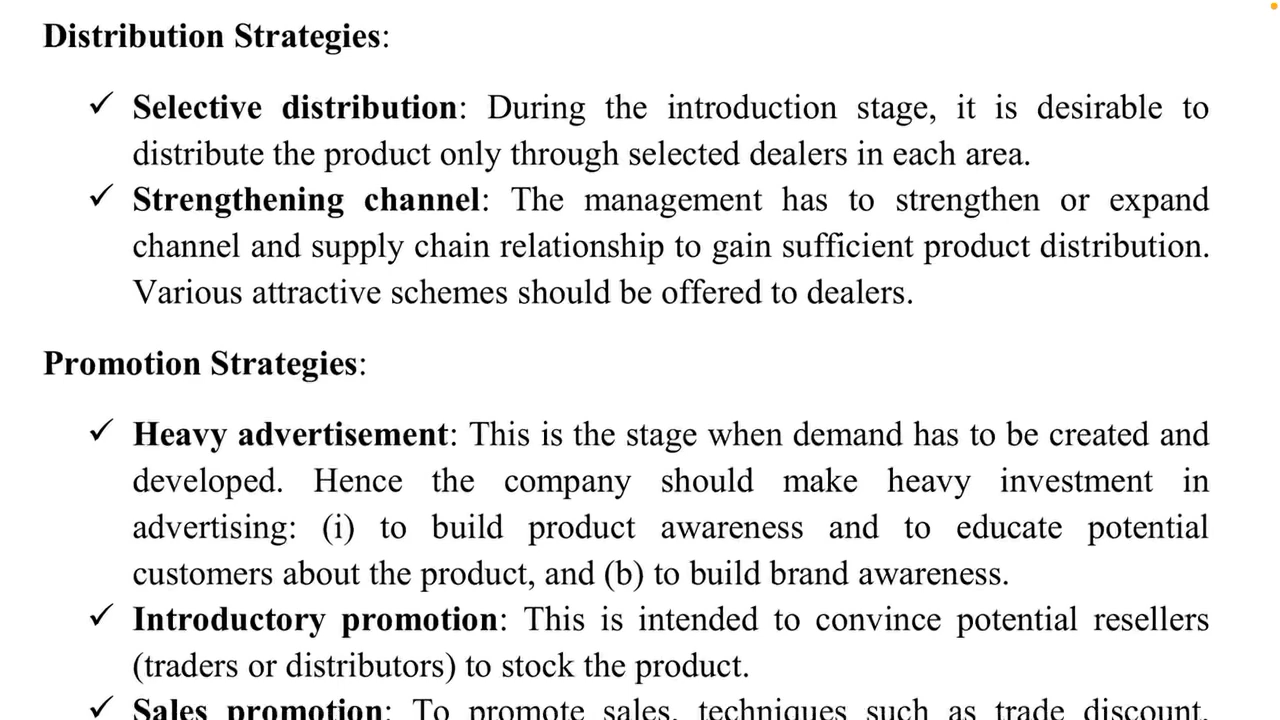 Distribution Strategies:
✓ Selective distribution: During the introduction stage, it is desirable to
distribute the product only through selected dealers in each area.
✓ Strengthening channel: The management has to strengthen or expand
channel and supply chain relationship to gain sufficient product distribution.
Various attractive schemes should be offered to dealers.
Promotion Strategies:
✓ Heavy advertisement: This is the stage when demand has to be created and
developed. Hence the company should make heavy investment in
advertising: (i) to build product awareness and to educate potential
customers about the product, and (b) to build brand awareness.
✓ Introductory promotion: This is intended to convince potential resellers
(traders or distributors) to stock the product.
✓ Sales promotion: To promote sales, techniques such as trade discount,